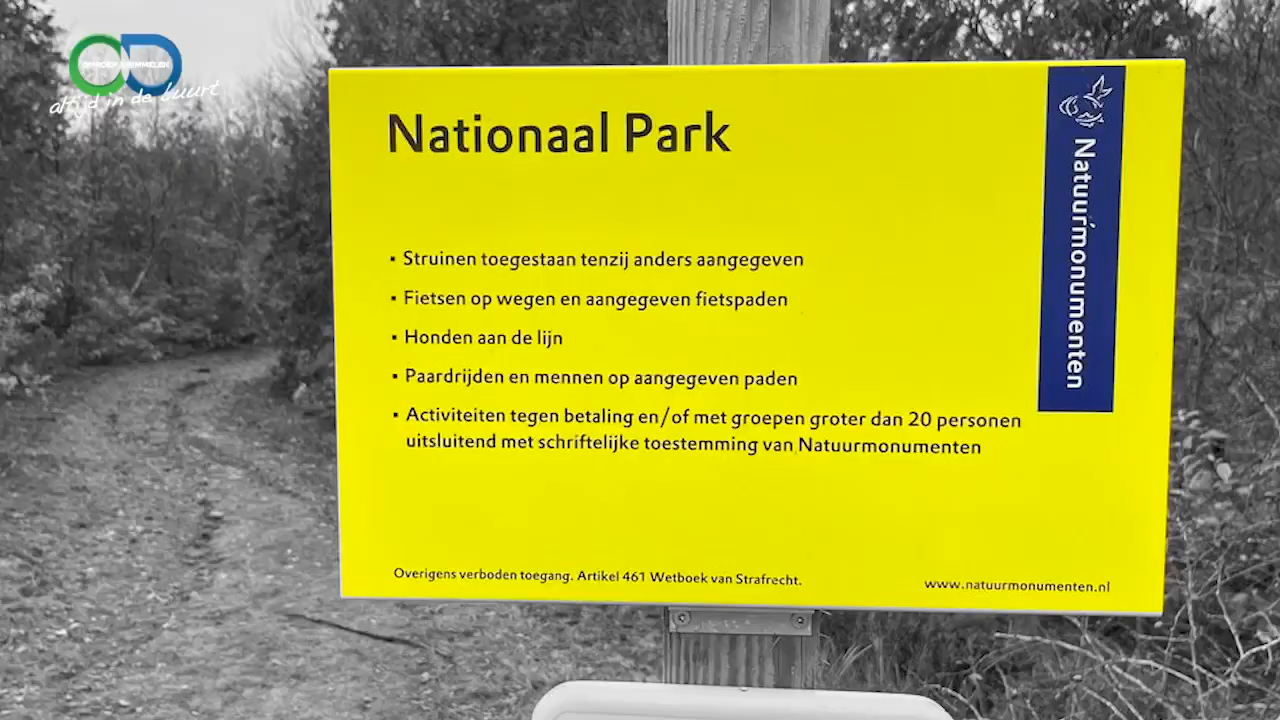 altijd in de buurt
Nationaal Park
Natuurmonumenten
▪ Struinen toegestaan tenzij anders aangegeven
▪ Fietsen op wegen en aangegeven fietspaden
▪ Honden aan de lijn
▪ Paardrijden en mennen op aangegeven paden
▪ Activiteiten tegen betaling en/of met groepen groter dan 20 personen
uitsluitend met schriftelijke toestemming van Natuurmonumenten
Overigens verboden toegang. Artikel 461 Wetboek van Strafrecht.
www.natuurmonumenten.nl